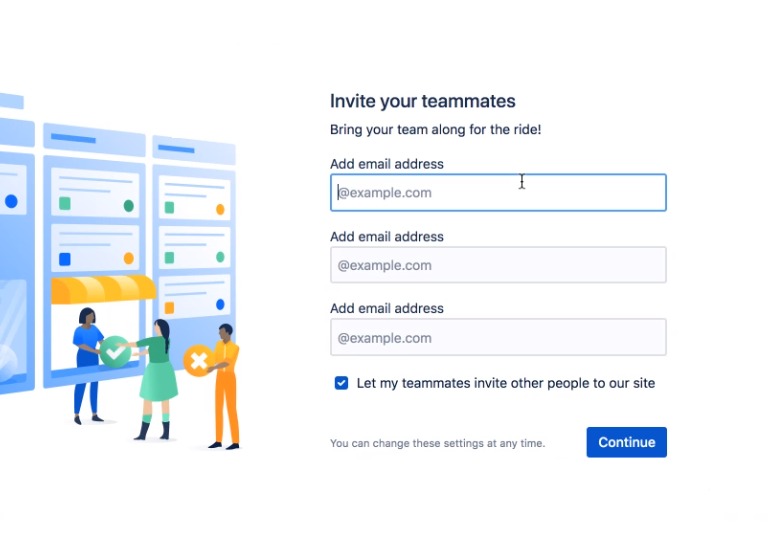 Invite your teammates
Bring your team along for the ride!
Add email address
@example.com
Add email address
@example.com
Add email address
@example.com
Let my teammates invite other people to our site
You can change these settings at any time.
Continue